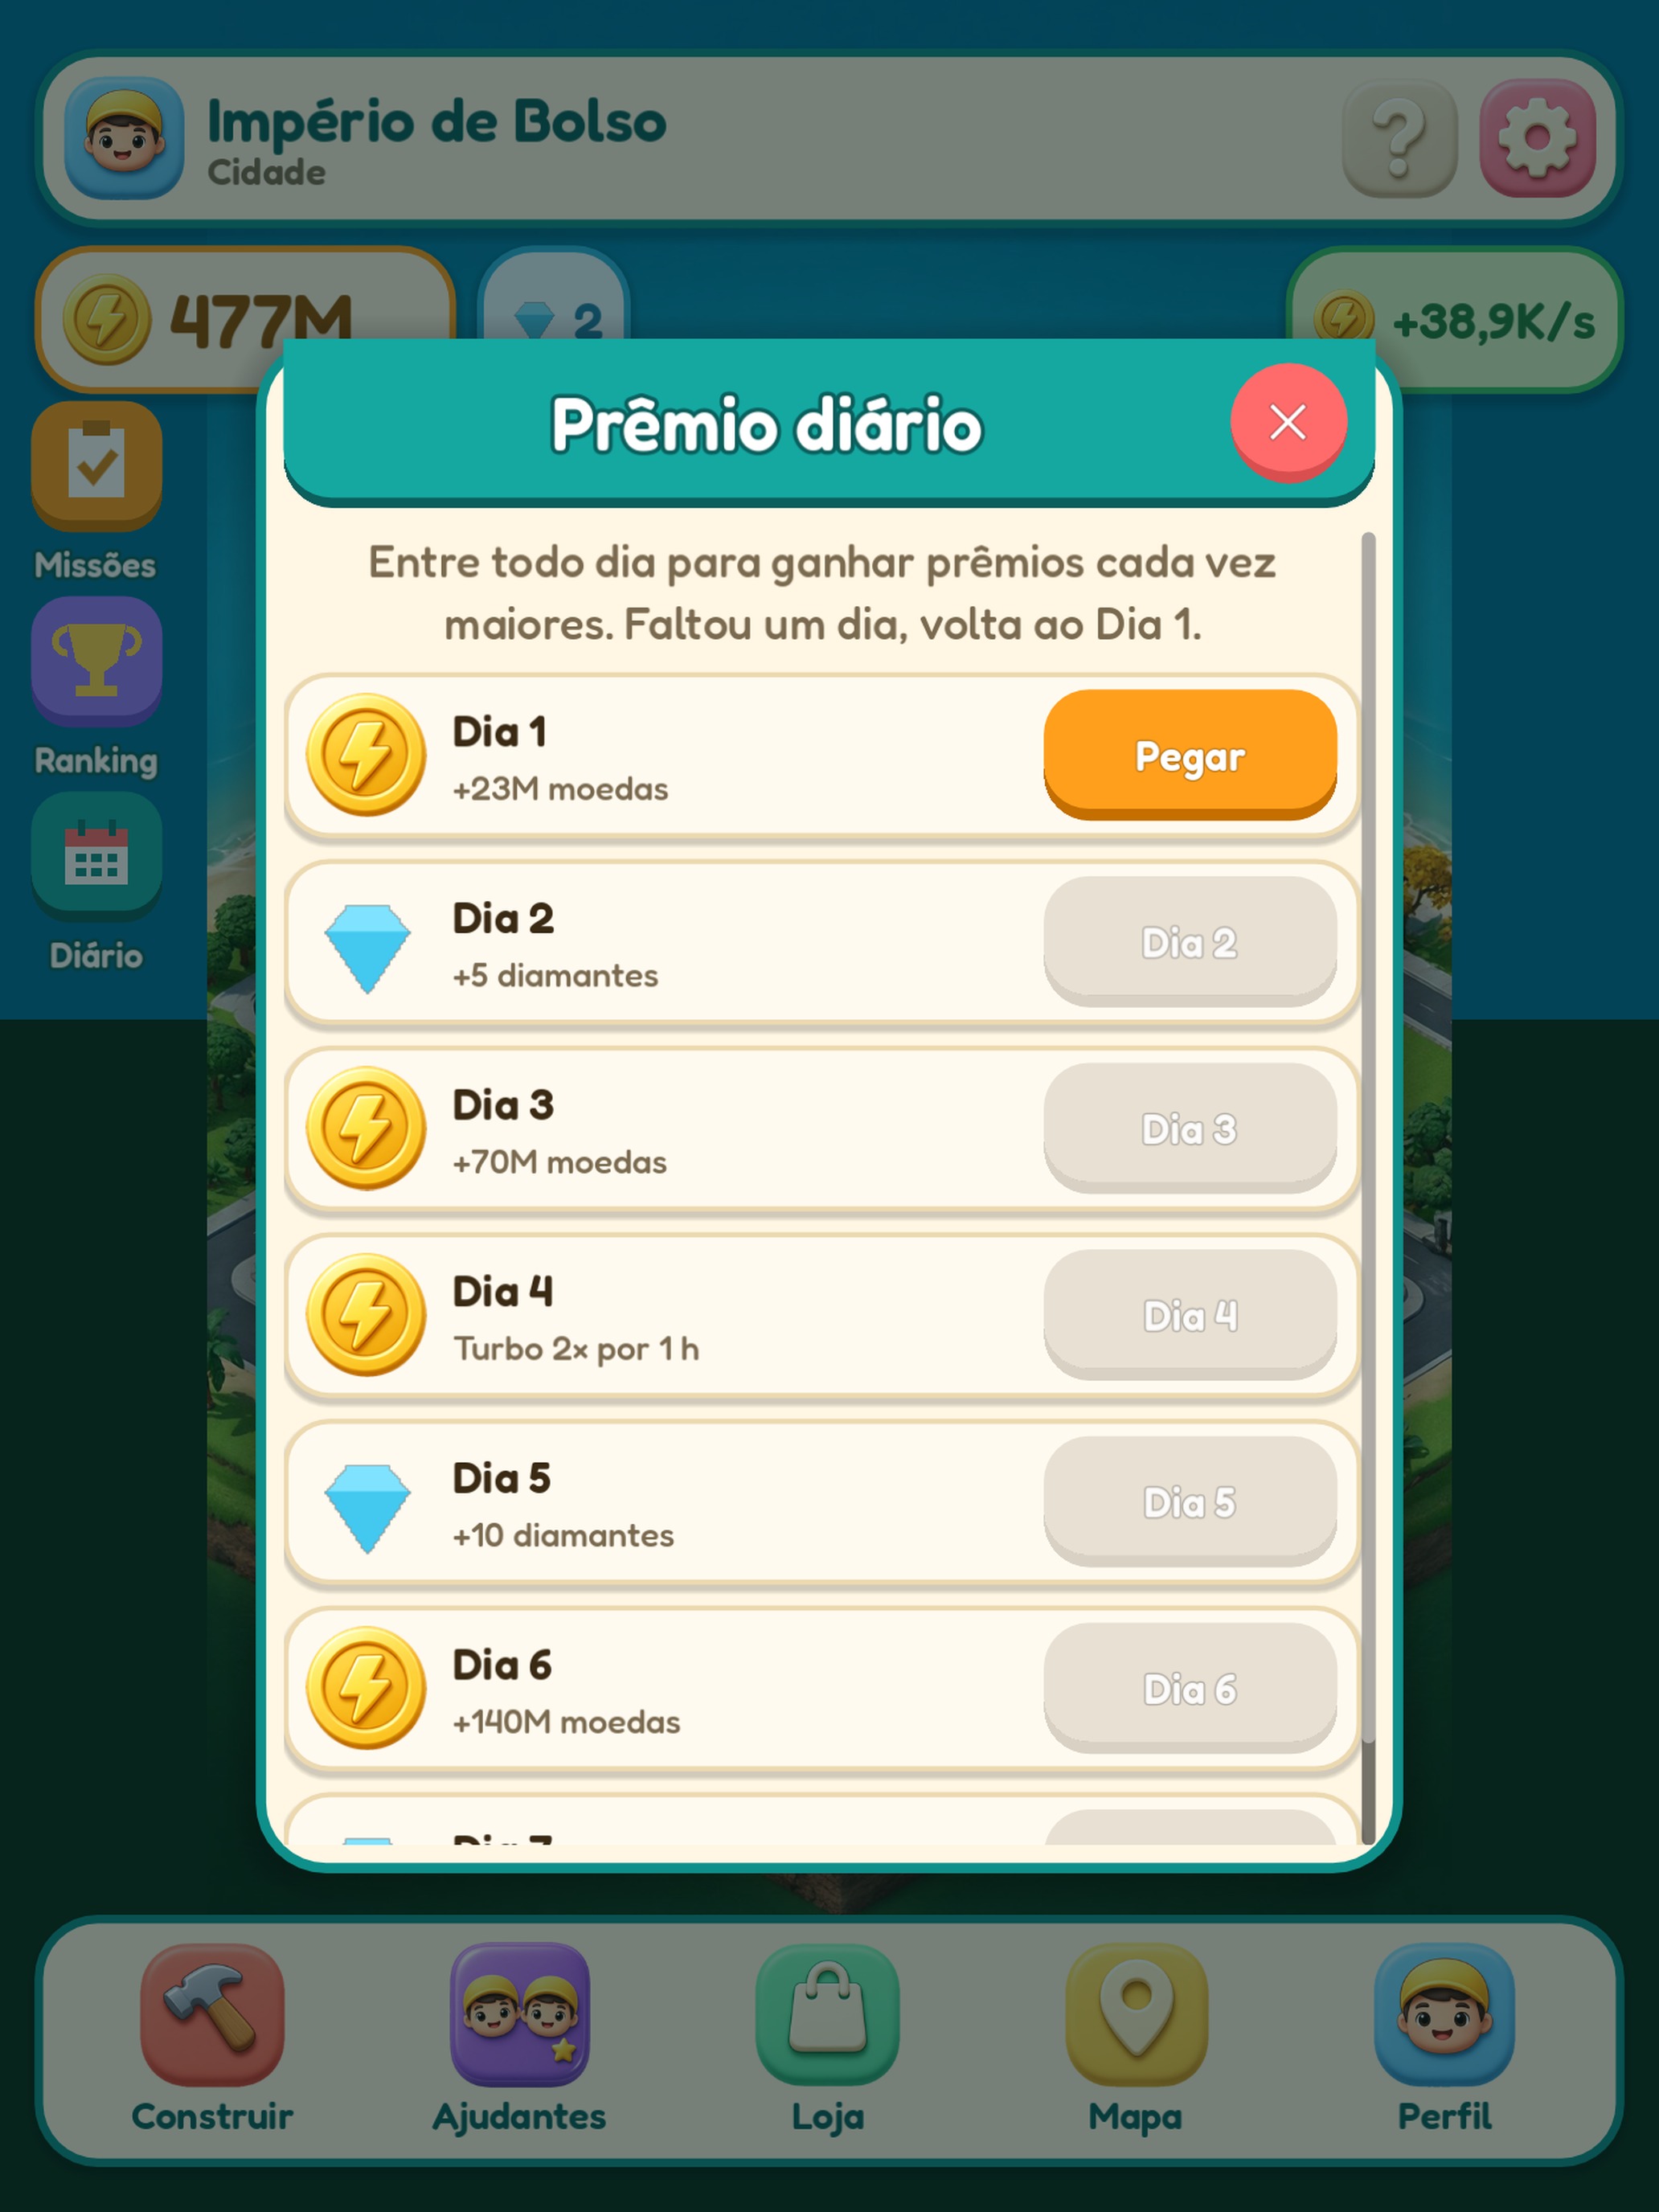 Império de Bolso
Cidade
477M
2
+38,9K/s
Prêmio diário
Missões
Ranking
Diário
Entre todo dia para ganhar prêmios cada vez
maiores. Faltou um dia, volta ao Dia 1.
Dia 1
+23M moedas
Pegar
Dia 2
+5 diamantes
Dia 2
Dia 3
+70M moedas
Dia 3
Dia 4
Turbo 2× por 1 h
Dia 4
Dia 5
+10 diamantes
Dia 5
Dia 6
+140M moedas
Dia 6
Dia 7
Construir
Ajudantes
Loja
Mapa
Perfil